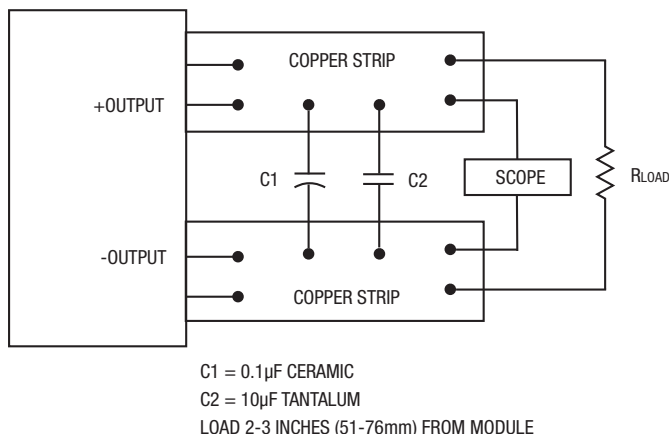 COPPER STRIP
+OUTPUT
C1
C2
SCOPE
RLOAD
-OUTPUT
COPPER STRIP
C1 = 0.1µF CERAMIC
C2 = 10µF TANTALUM
LOAD 2-3 INCHES (51-76mm) FROM MODULE